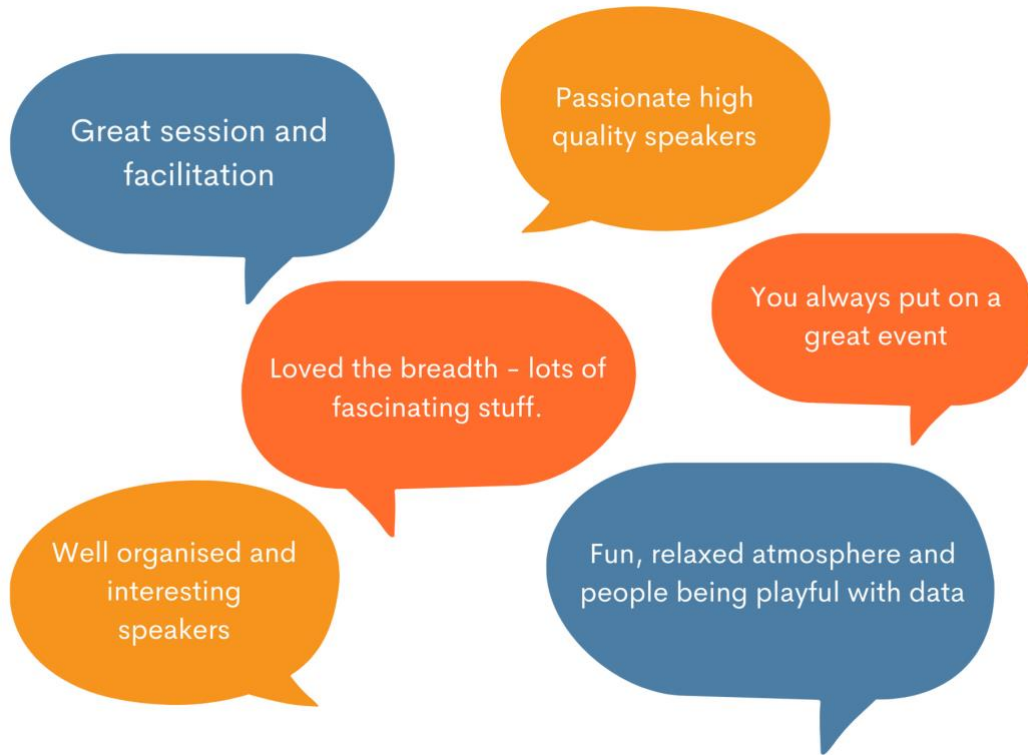 Great session and
facilitation
Passionate high
quality speakers
You always put on a
great event
Loved the breadth - lots of
fascinating stuff.
Well organised and
interesting
speakers
Fun, relaxed atmosphere and
people being playful with data